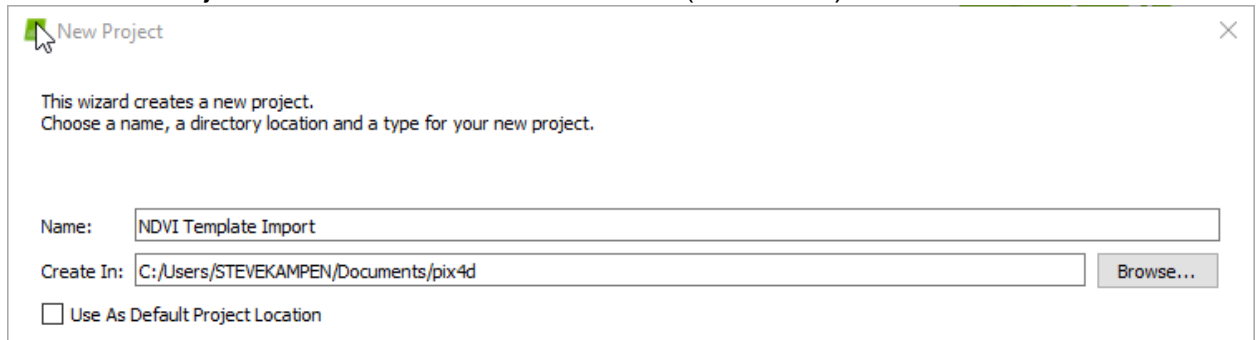 New Project
This wizard creates a new project.
Choose a name, a directory location and a type for your new project.
Name: NDVI Template Import
Create In: C:/Users/STEVEKAMPEN/Documents/pix4d Browse...
Use As Default Project Location